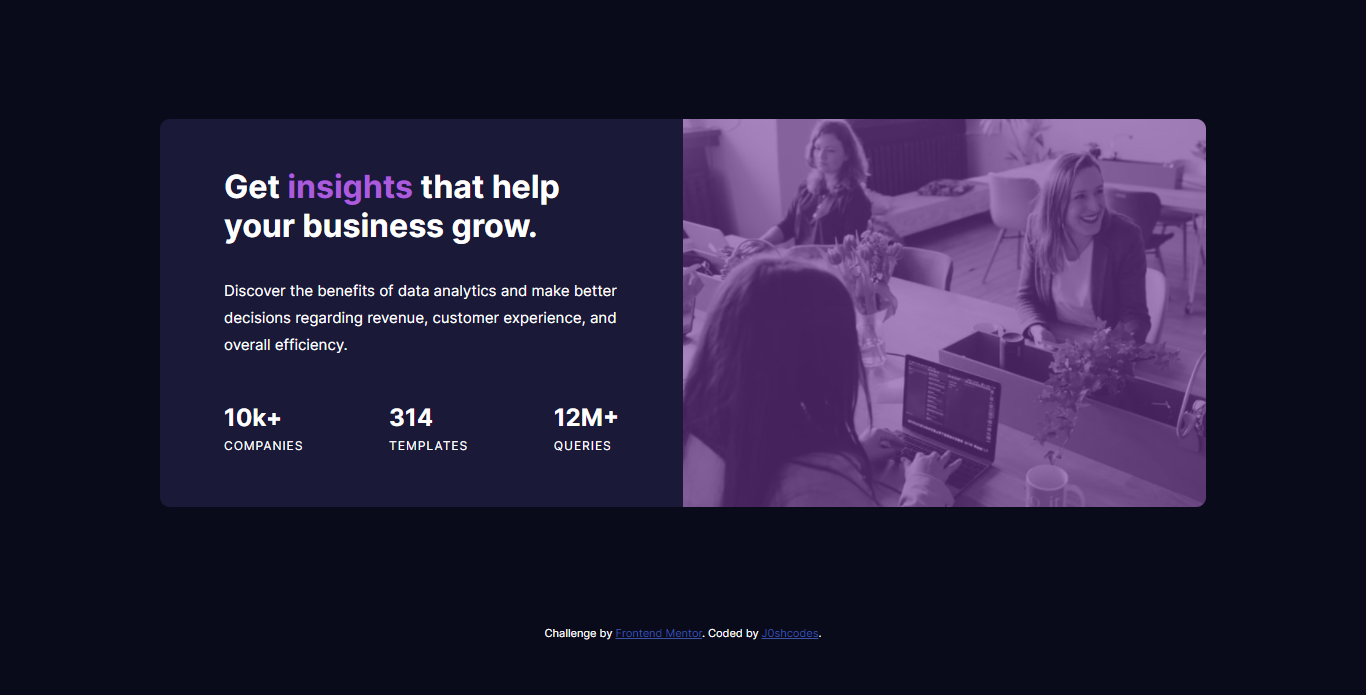 Get insights that help
your business grow.
Discover the benefits of data analytics and make better
decisions regarding revenue, customer experience, and
overall efficiency.
10k+
COMPANIES
314
TEMPLATES
12M+
QUERIES
Challenge by Frontend Mentor. Coded by J0shcodes.